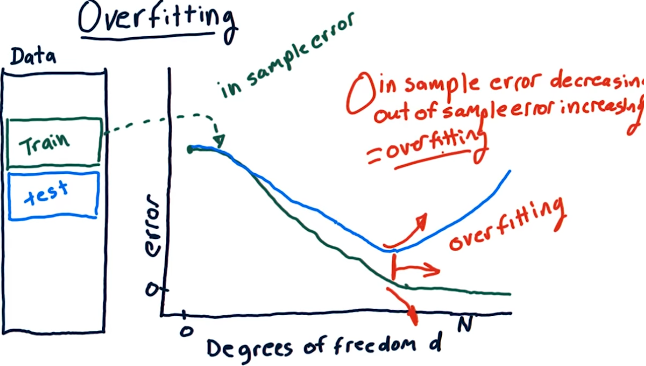 Overfitting
Data
Train
test
in sample error
in sample error decreasin
out of sample error increasing
= overfitting
overfitting
error
0
0
N
Degrees of freedom d